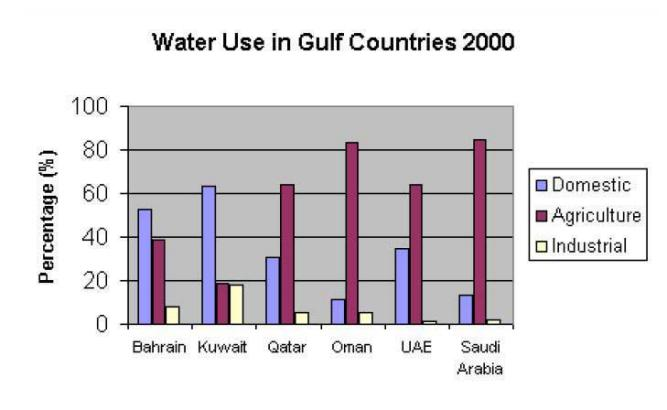 Water Use in Gulf Countries 2000
Percentage (%)
100
80
60
40
20
0
Bahrain Kuwait Qatar Oman UAE Saudi
Arabia
Domestic
Agriculture
Industrial